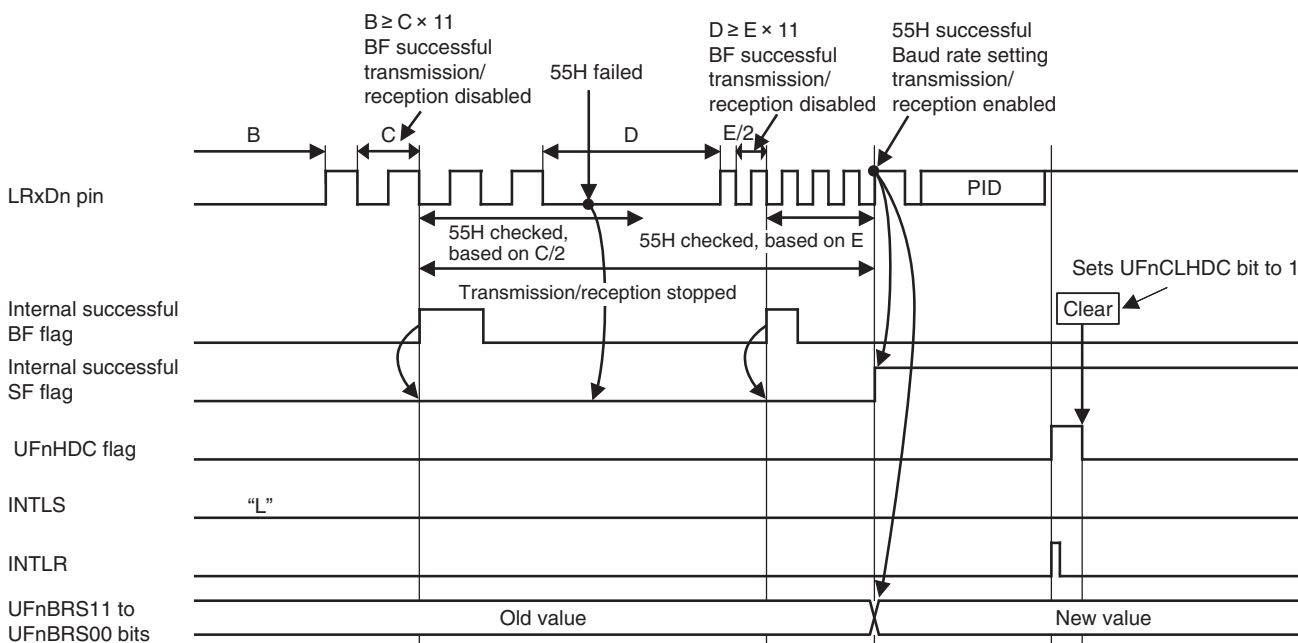 B ≥ C × 11
BF successful
transmission/
reception disabled
55H failed
D ≥ E × 11
BF successful
transmission/
reception disabled
55H successful
Baud rate setting
transmission/
reception enabled
B
C
D
E/2
LRxDn pin
PID
55H checked,
based on C/2
55H checked, based on E
Transmission/reception stopped
Sets UFnCLHDC bit to 1
Clear
Internal successful
BF flag
Internal successful
SF flag
UFnHDC flag
INTLS
“L”
INTLR
UFnBRS11 to
UFnBRS00 bits
Old value
New value